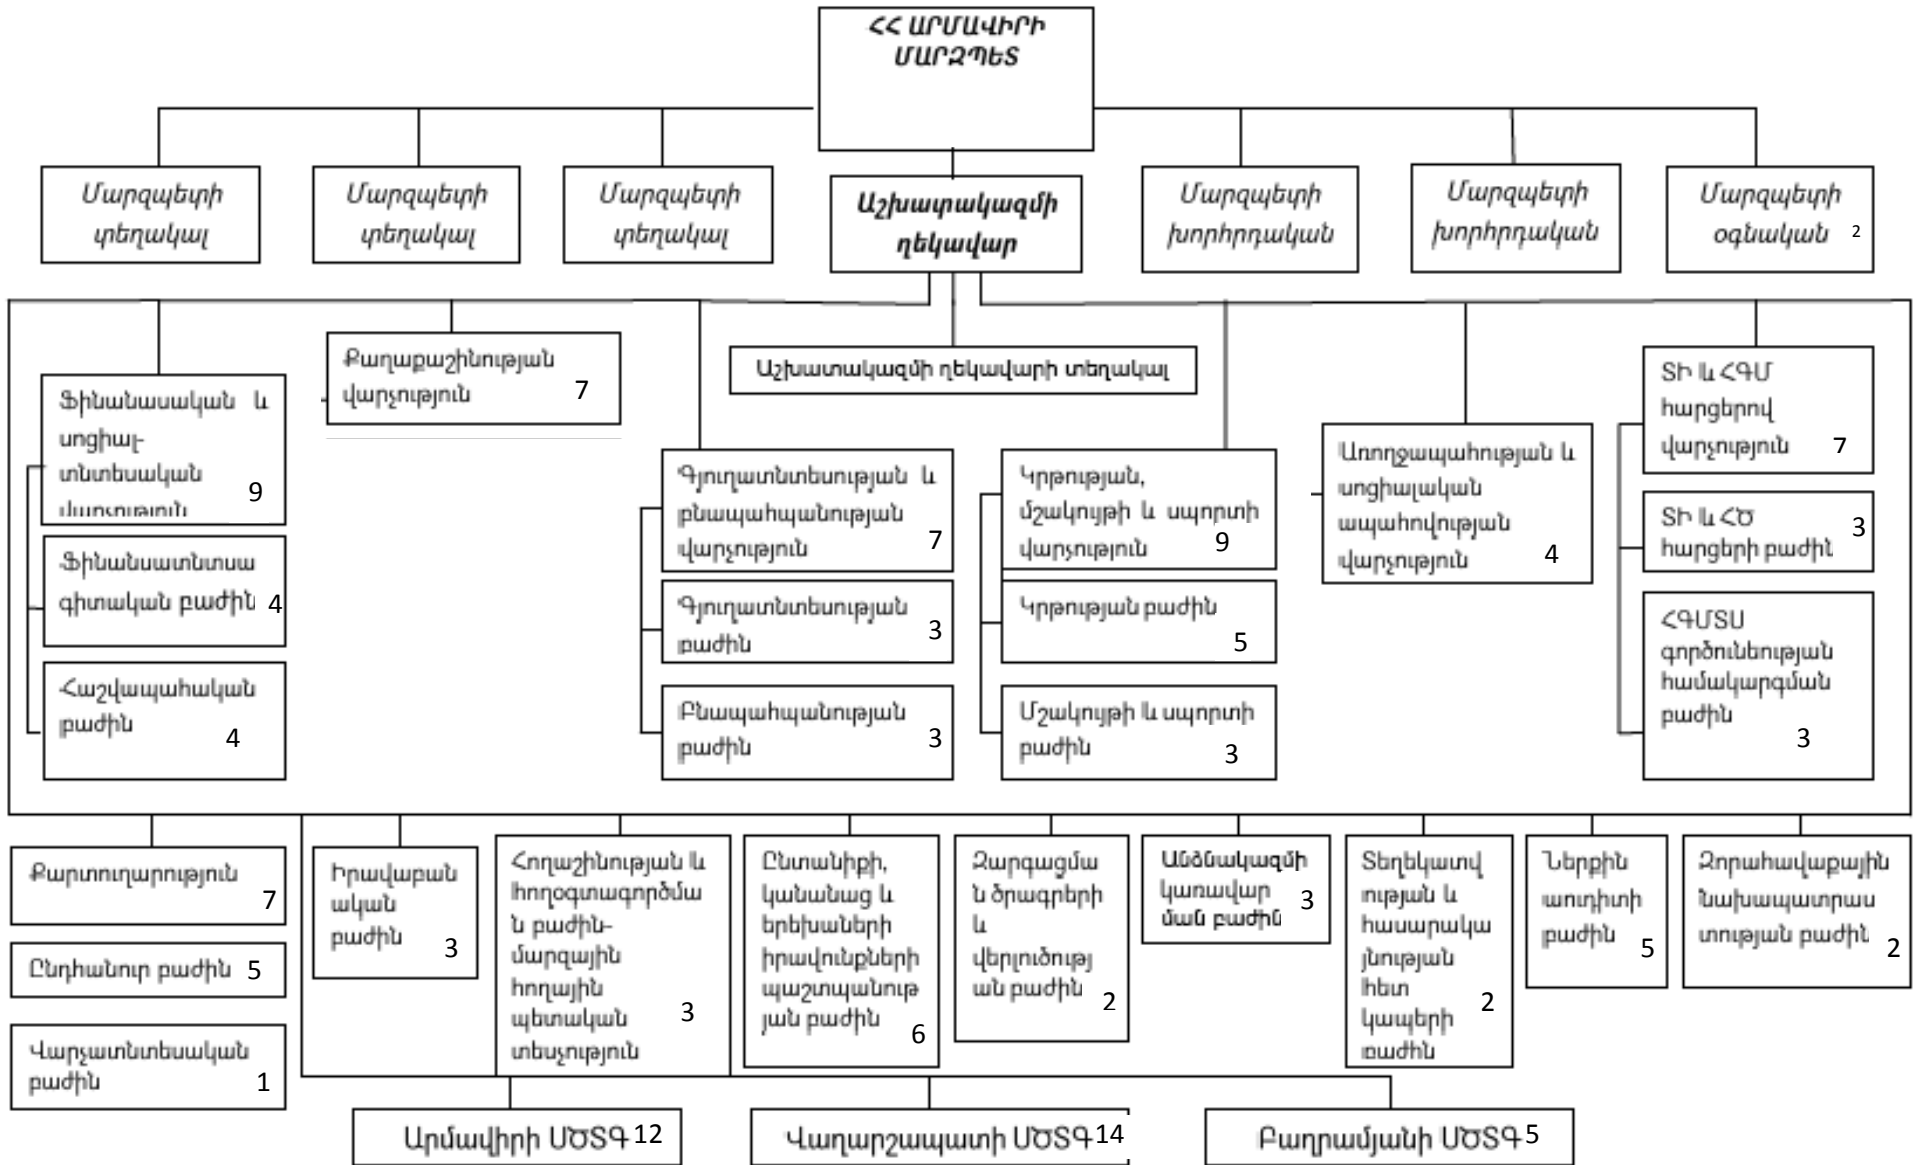 ՀՀ ԱՐՄԱՎԻՐԻ
ՄԱՐԶՊԵՏ
Մարզպետի
տեղակալ
Մարզպետի
տեղակալ
Մարզպետի
տեղակալ
Աշխատակազմի
ղեկավար
Մարզպետի
խորհրդական
Մարզպետի
խորհրդական
Մարզպետի
օգնական 2
Ֆինանասական և
սոցիալ-
տնտեսական
վարչություն 9
Ֆինանսատնտսա
գիտական բաժին 4
Հաշվապահական
բաժին 4
Քաղաքաշինության
վարչություն 7
Աշխատակազմի ղեկավարի տեղակալ
Գյուղատնտեսության և
բնապահպանության
վարչություն 7
Գյուղատնտեսության
բաժին 3
Բնապահպանության
բաժին 3
Կրթության,
մշակույթի և սպորտի
վարչություն 9
Կրթության բաժին
5
Մշակույթի և սպորտի
բաժին 3
Առողջապահության և
սոցիալական
ապահովության
վարչություն 4
ՏԻ և ՀԳՄ
հարցերով
վարչություն 7
ՏԻ և ՀԾ
հարցերի բաժին 3
ՀԳՄՏՍ
գործունեության
համակարգման
բաժին
3
Քարտուղարություն
7
Ընդհանուր բաժին 5
Վարչատնտեսական
բաժին 1
Իրավաբան
ական
բաժին 3
Հողաշինության և
հողօգտագործմա
ն բաժին-
մարզային
հողային
պետական 3
տեսչություն
Ընտանիքի,
կանանաց և
երեխաների
իրավունքների
պաշտպանութ
յան բաժին 6
Զարգացմա
ն ծրագրերի
և
վերլուծությ
ան բաժին 2
Անձնակազմի
կառավար
ման բաժին 3
Տեղեկատվ
ության և
հասարակա
յնության
հետ 2
կապերի
բաժին
Ներքին
աուդիտի
բաժին 5
Զորահավաքային
նախապատրաս
տության բաժին 2
Արմավիրի ՍԾՏԳ 12
Վաղարշապատի ՍԾՏԳ 14
Բաղրամյանի ՍԾՏԳ 5